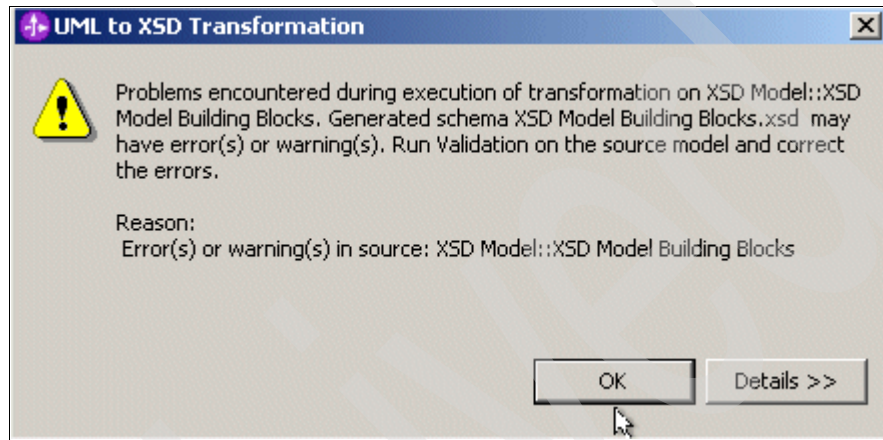 UML to XSD Transformation
Problems encountered during execution of transformation on XSD Model::XSD
Model Building Blocks. Generated schema XSD Model Building Blocks.xsd may
have error(s) or warning(s). Run Validation on the source model and correct
the errors.
Reason:
Error(s) or warning(s) in source: XSD Model::XSD Model Building Blocks
OK
Details >>